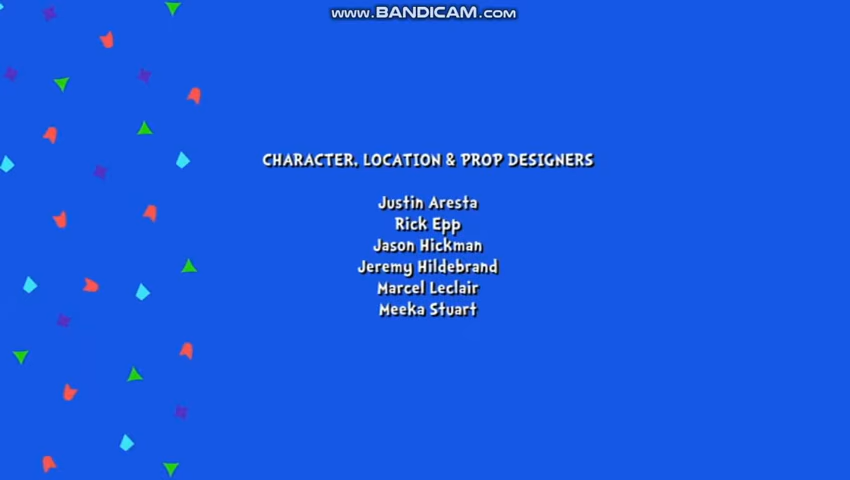 www.BANDICAM.com
CHARACTER, LOCATION & PROP DESIGNERS
Justin Aresta
Rick Epp
Jason Hickman
Jeremy Hildebrand
Marcel Leclair
Meeka Stuart